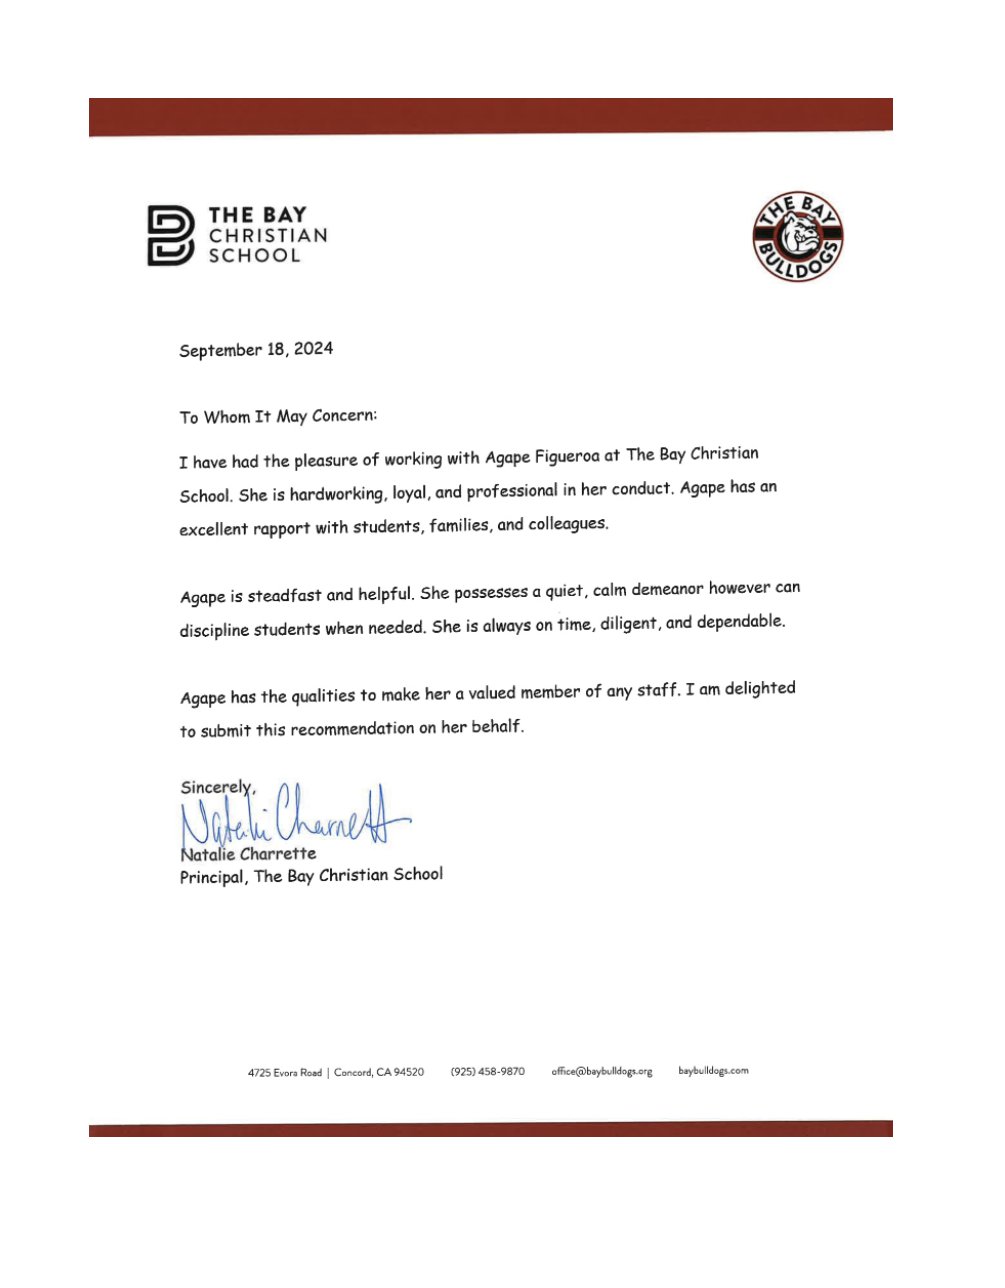 THE BAY
CHRISTIAN
SCHOOL
THE BAY
BULLDOGS
September 18, 2024
To Whom It May Concern:
I have had the pleasure of working with Agape Figueroa at The Bay Christian
School. She is hardworking, loyal, and professional in her conduct. Agape has an
excellent rapport with students, families, and colleagues.
Agape is steadfast and helpful. She possesses a quiet, calm demeanor however can
discipline students when needed. She is always on time, diligent, and dependable.
Agape has the qualities to make her a valued member of any staff. I am delighted
to submit this recommendation on her behalf.
Sincerely,
Natalie Charrette
Natalie Charrette
Principal, The Bay Christian School
4725 Evora Road | Concord, CA 94520 (925) 458-9870 office@baybulldogs.org baybulldogs.com